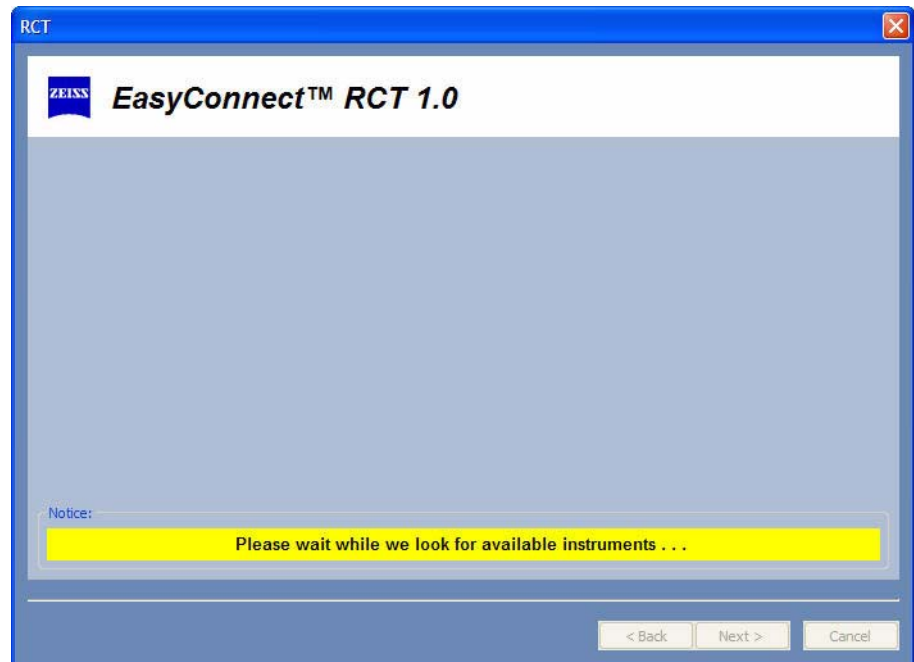 RCT
ZEISS
EasyConnect™ RCT 1.0
Notice:
Please wait while we look for available instruments . . .
< Back Next > Cancel